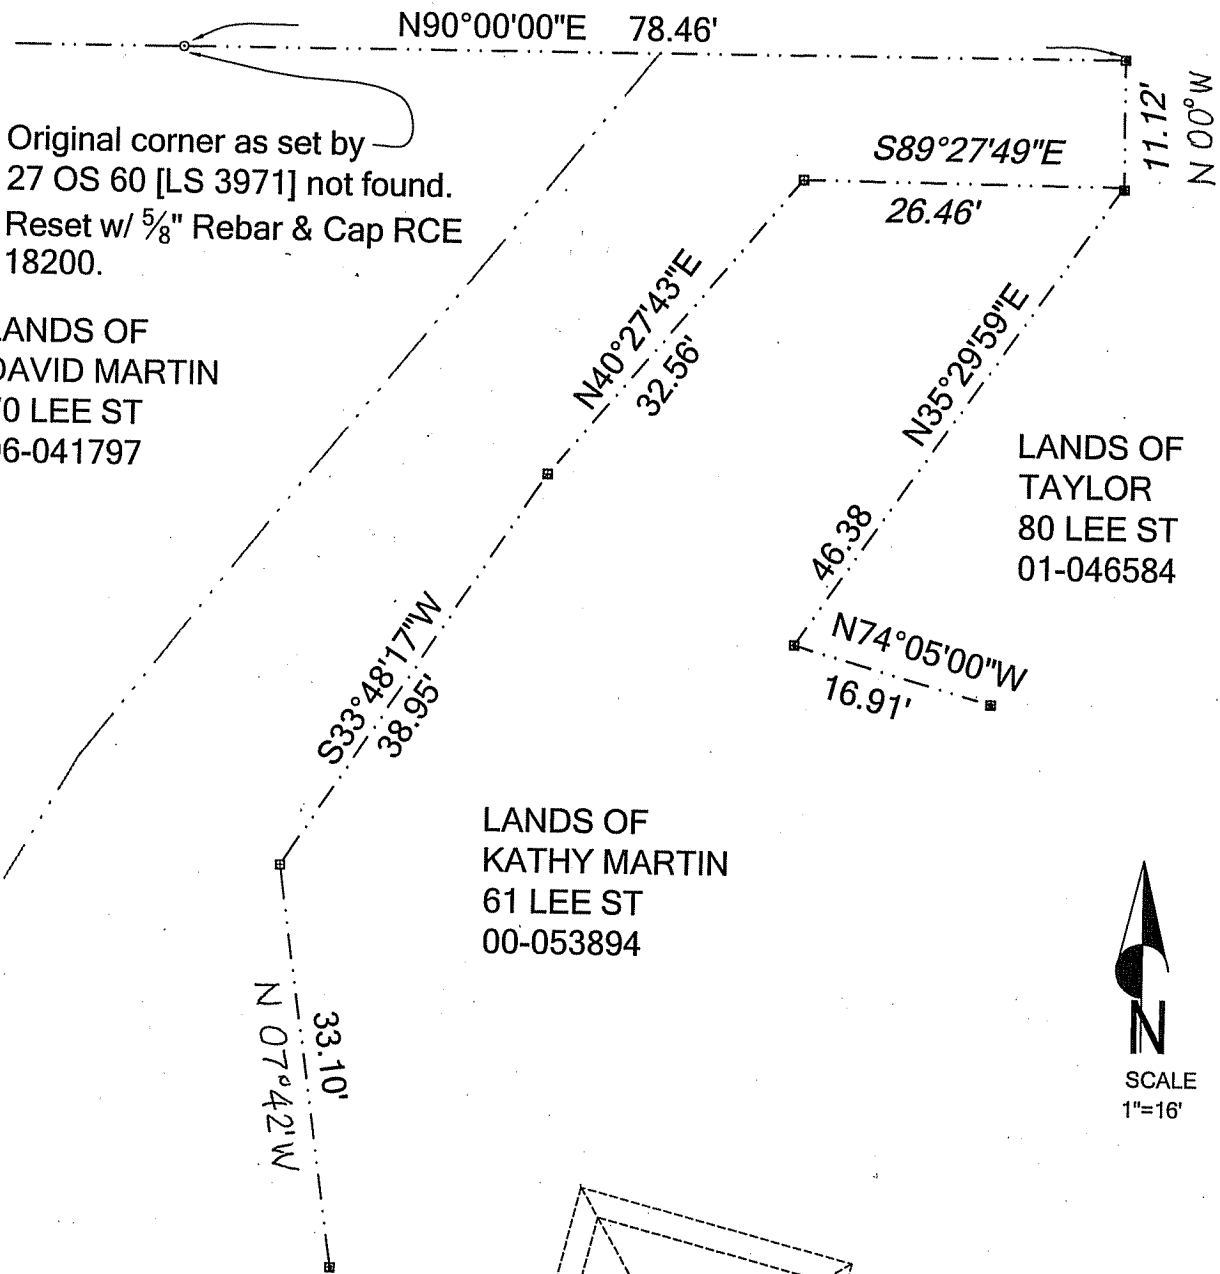 N90°00'00"E 78.46'
Original corner as set by
27 OS 60 [LS 3971] not found.
Reset w/ ⅝" Rebar & Cap RCE
18200.
11.12'
N 00°W
S89°27'49"E
26.46'
N40°27'43"E
32.56'
N35°29'59"E
46.38
LANDS OF
DAVID MARTIN
70 LEE ST
96-041797
LANDS OF
TAYLOR
80 LEE ST
01-046584
N74°05'00"W
16.91'
S33°48'17"W
38.95'
LANDS OF
KATHY MARTIN
61 LEE ST
00-053894
33.10'
N 07°42'W
N
SCALE
1"=16'